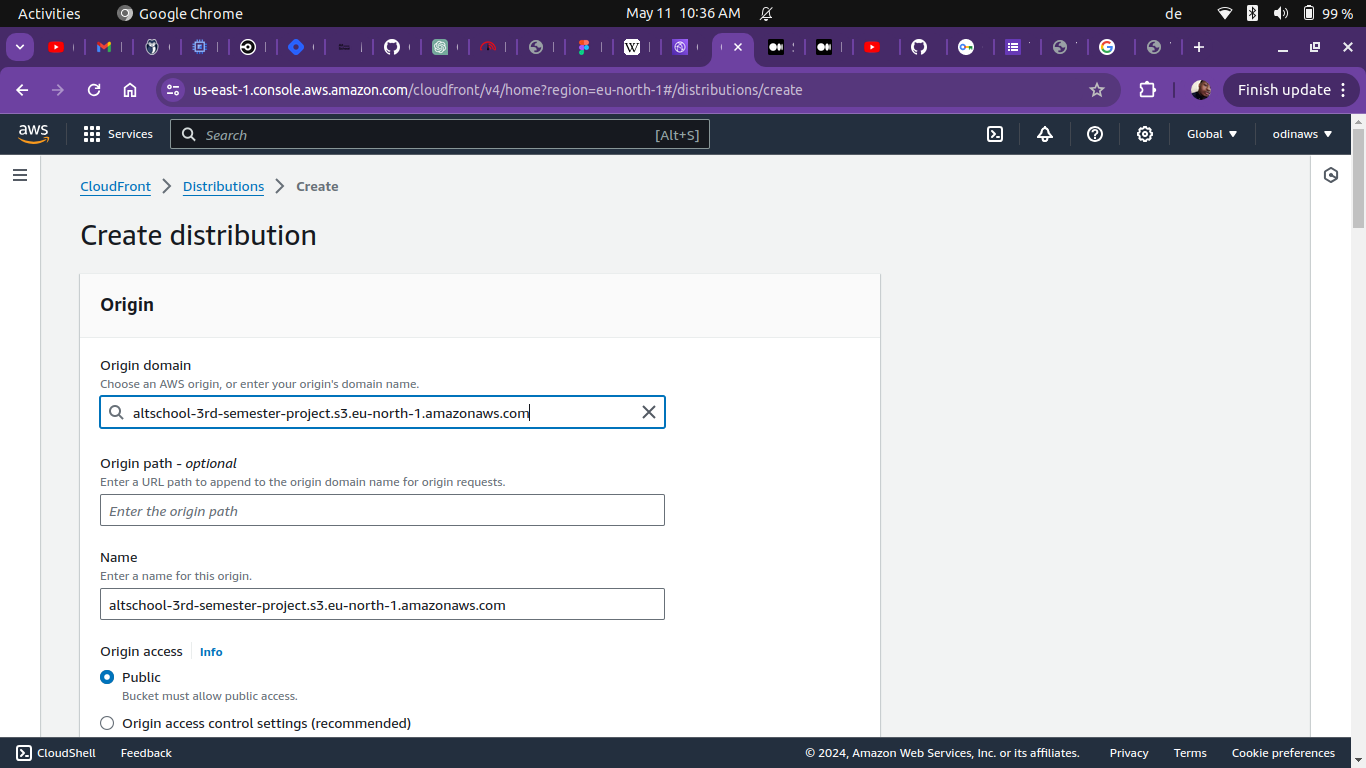 Activities Google Chrome May 11 10:36 AM de 99 %
us-east-1.console.aws.amazon.com/cloudfront/v4/home?region=eu-north-1#/distributions/create Finish update
aws Services Search [Alt+S] Global odinaws
CloudFront Distributions Create
Create distribution
Origin
Origin domain
Choose an AWS origin, or enter your origin's domain name.
altschool-3rd-semester-project.s3.eu-north-1.amazonaws.com
Origin path - optional
Enter a URL path to append to the origin domain name for origin requests.
Enter the origin path
Name
Enter a name for this origin.
altschool-3rd-semester-project.s3.eu-north-1.amazonaws.com
Origin access Info
Public
Bucket must allow public access.
Origin access control settings (recommended)
CloudShell Feedback © 2024, Amazon Web Services, Inc. or its affiliates. Privacy Terms Cookie preferences